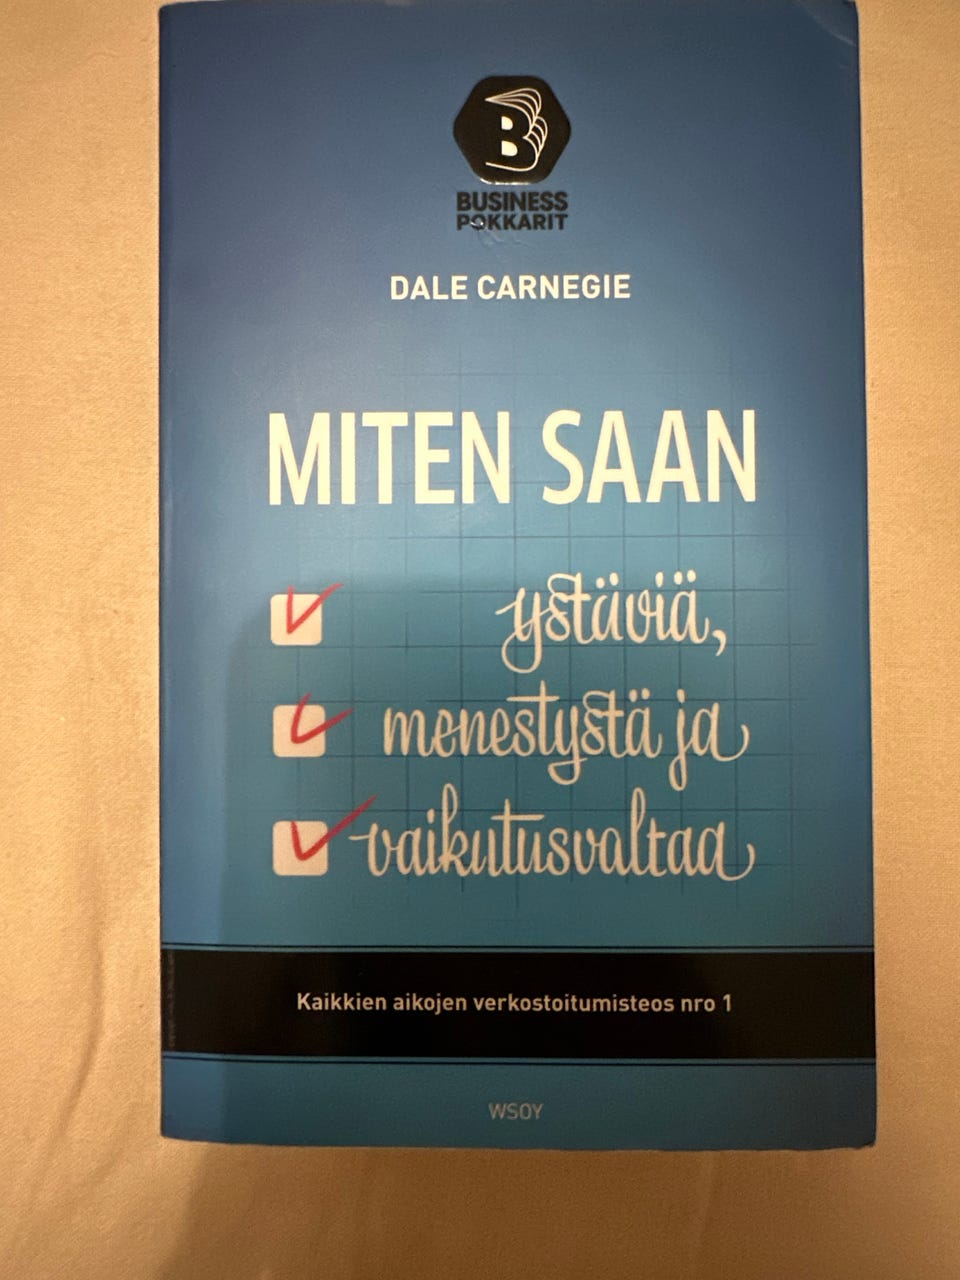 B
BUSINESS
POKKARIT
DALE CARNEGIE
MITEN SAAN
ystäviä,
menestystä ja
vaikutusvaltaa
Kaikkien aikojen verkostoitumisteos nro 1
WSOY